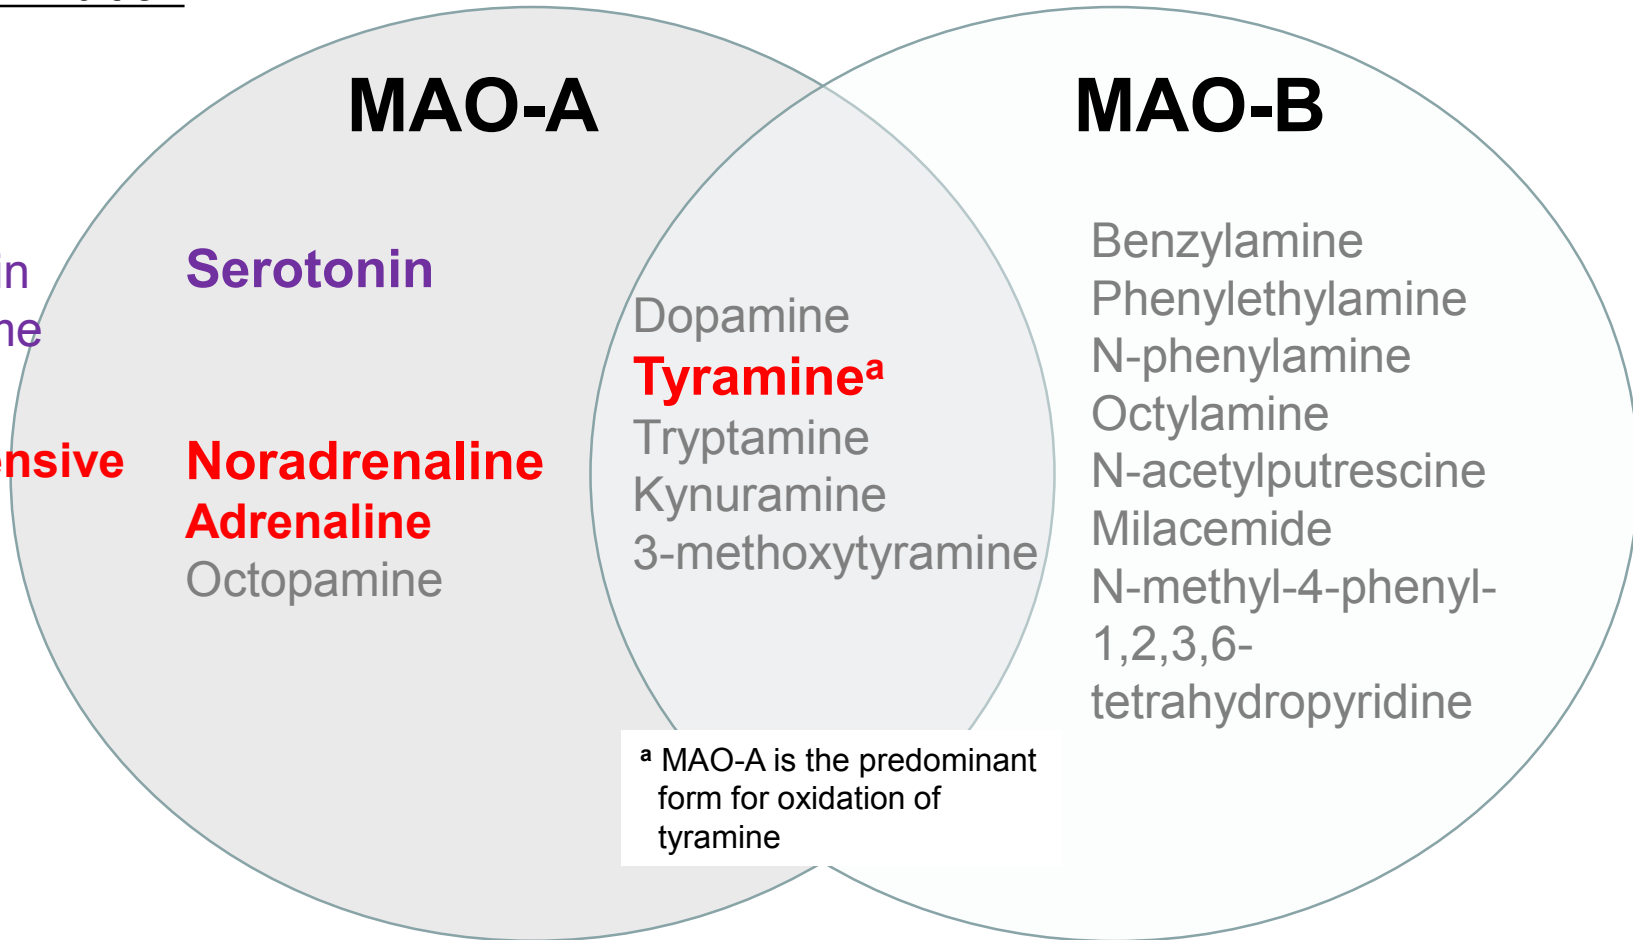 MAO-A
MAO-B
Serotonin
Noradrenaline
Adrenaline
Octopamine
Dopamine
Tyramineᵃ
Tryptamine
Kynuramine
3-methoxytyramine
Benzylamine
Phenylethylamine
N-phenylamine
Octylamine
N-acetylputrescine
Milacemide
N-methyl-4-phenyl-
1,2,3,6-
tetrahydropyridine
ᵃ MAO-A is the predominant
form for oxidation of
tyramine